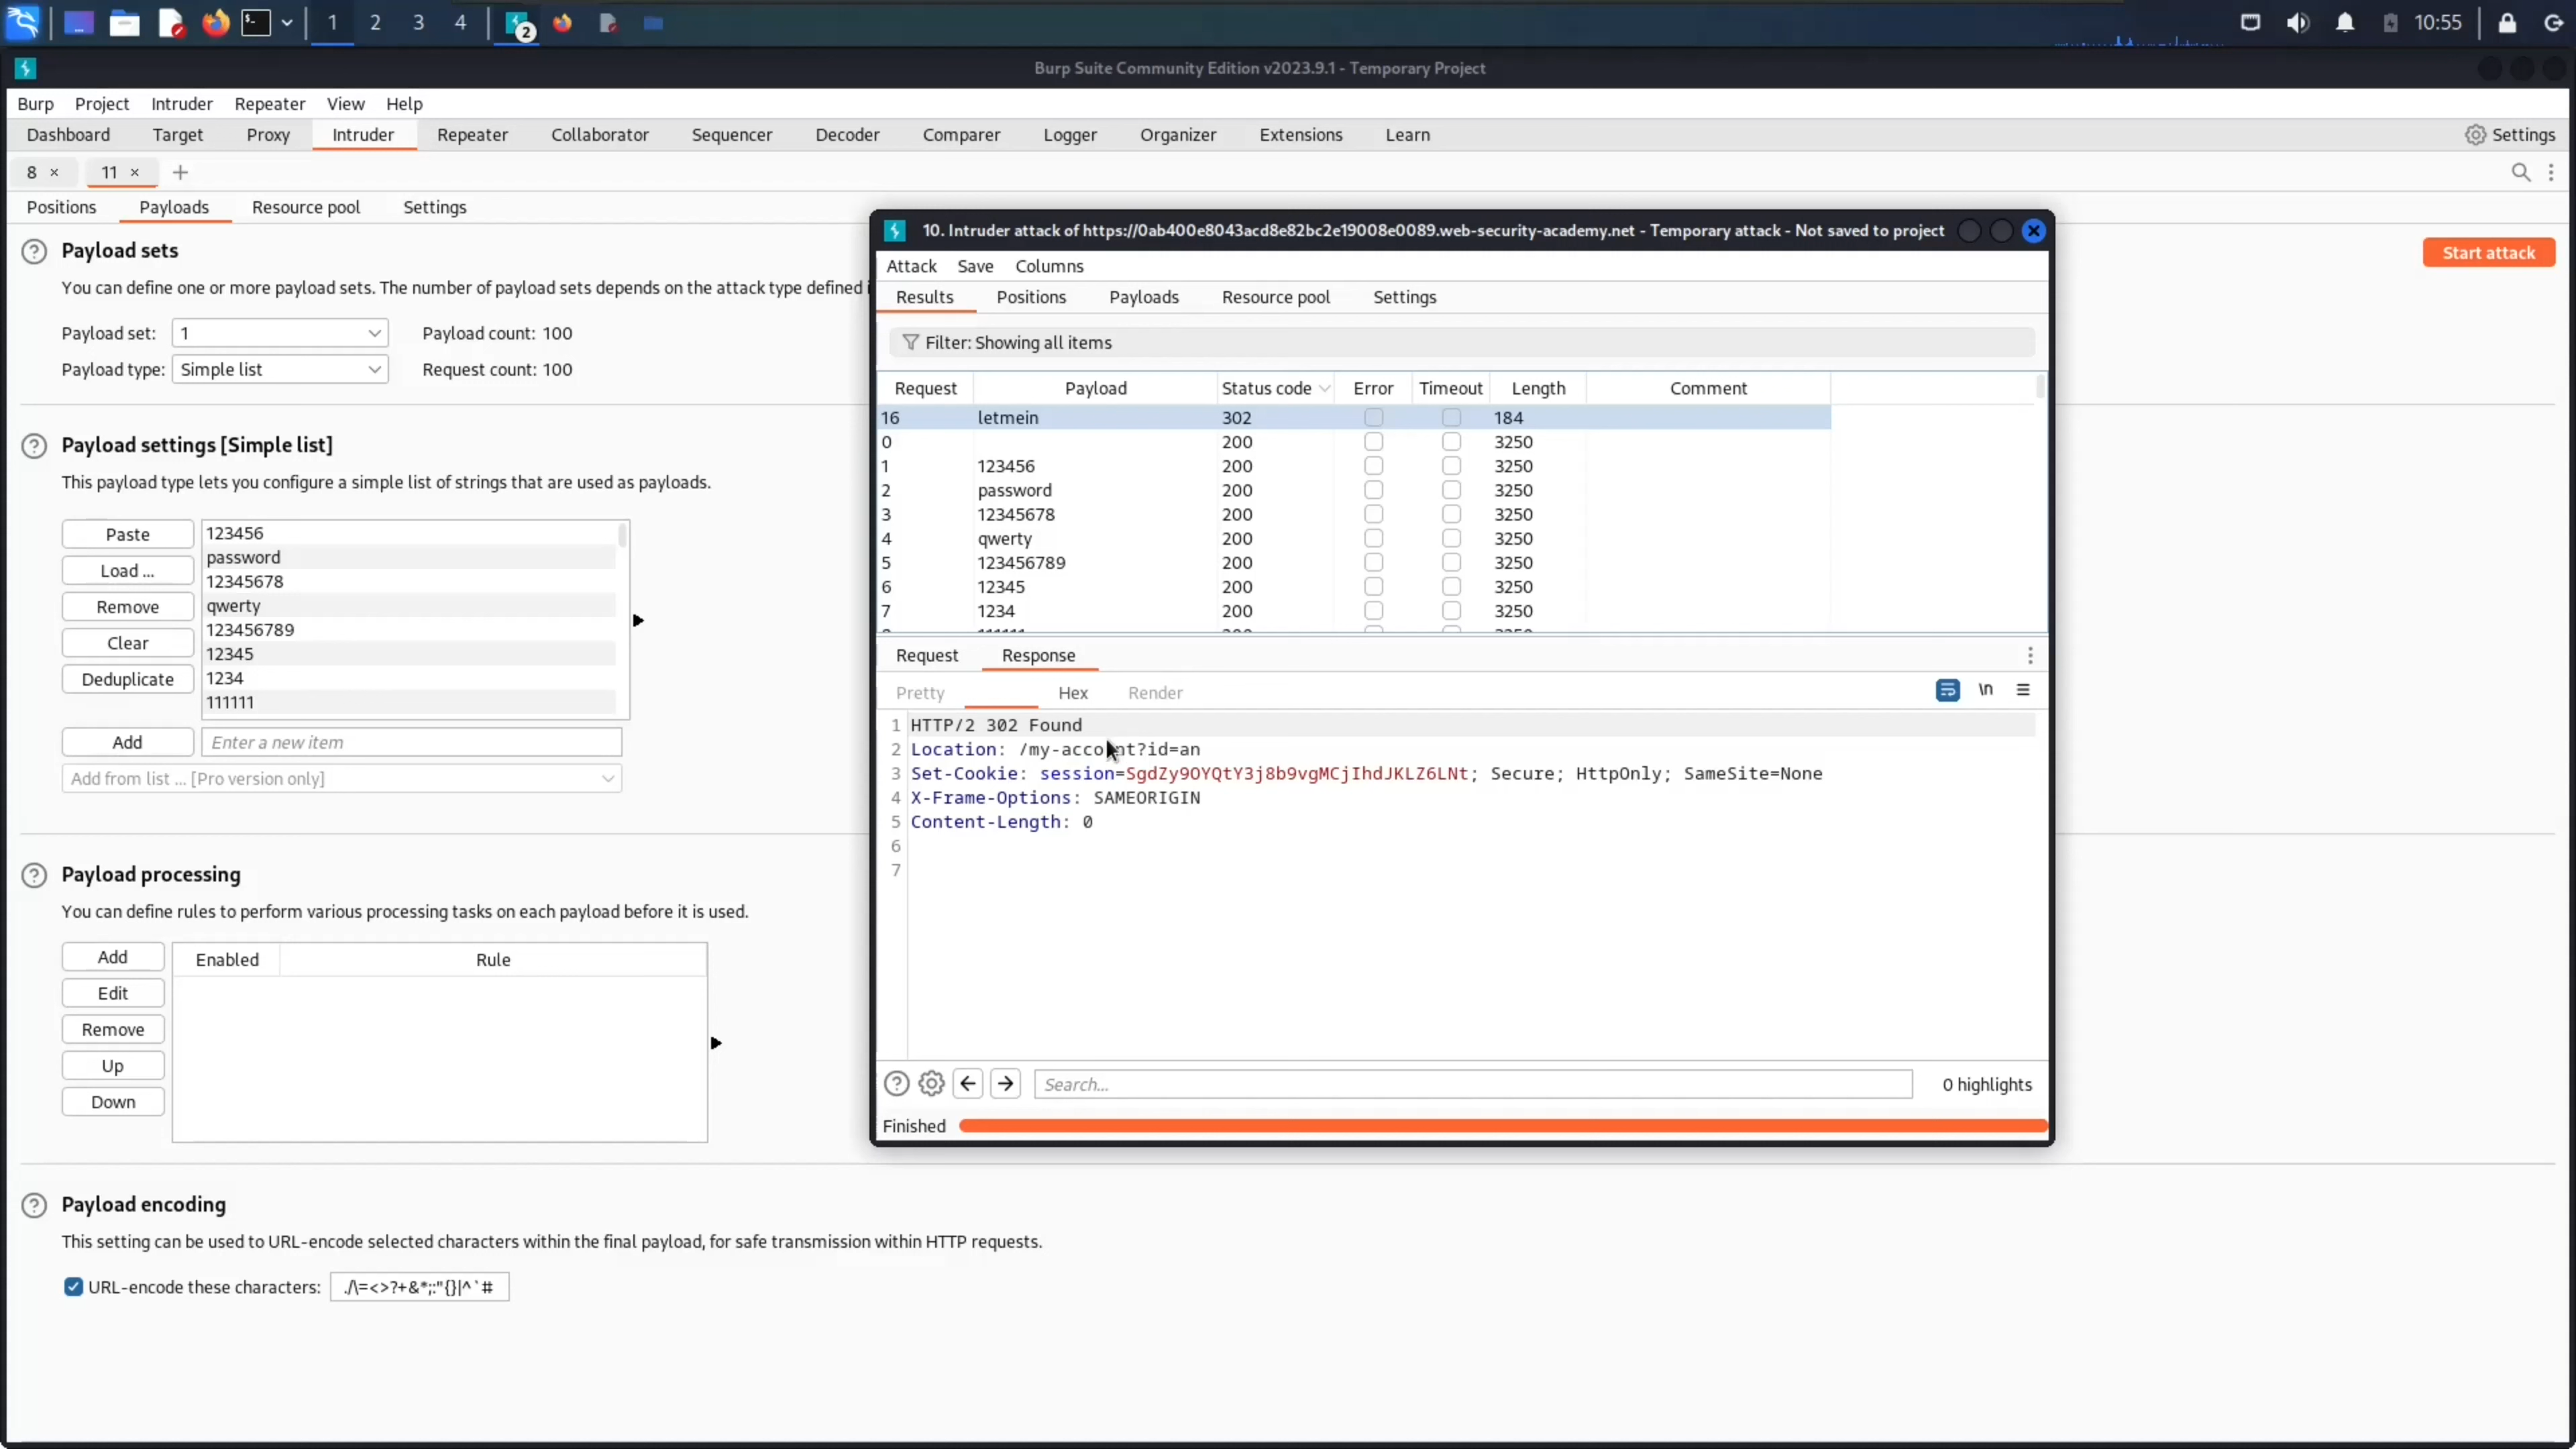 1 2 3 4 2 10:55
Burp Suite Community Edition v2023.9.1 - Temporary Project
Burp Project Intruder Repeater View Help
Dashboard Target Proxy Intruder Repeater Collaborator Sequencer Decoder Comparer Logger Organizer Extensions Learn Settings
8 × 11 × +
Positions Payloads Resource pool Settings
Payload sets
Start attack
You can define one or more payload sets. The number of payload sets depends on the attack type defined
Payload set: 1 Payload count: 100
Payload type: Simple list Request count: 100
Payload settings [Simple list]
This payload type lets you configure a simple list of strings that are used as payloads.
Paste
Load ...
Remove
Clear
Deduplicate
123456
password
12345678
qwerty
123456789
12345
1234
111111
Add Enter a new item
Add from list ... [Pro version only]
Payload processing
You can define rules to perform various processing tasks on each payload before it is used.
Add
Edit
Remove
Up
Down
Enabled Rule
Payload encoding
This setting can be used to URL-encode selected characters within the final payload, for safe transmission within HTTP requests.
URL-encode these characters: ./\=<>?+&*;:"{}|^`#
10. Intruder attack of https://0ab400e8043acd8e82bc2e19008e0089.web-security-academy.net - Temporary attack - Not saved to project
Attack Save Columns
Results Positions Payloads Resource pool Settings
Filter: Showing all items
Request Payload Status code Error Timeout Length Comment
16 letmein 302 184
0 200 3250
1 123456 200 3250
2 password 200 3250
3 12345678 200 3250
4 qwerty 200 3250
5 123456789 200 3250
6 12345 200 3250
7 1234 200 3250
Request Response
Pretty Hex Render
\n
1 HTTP/2 302 Found
2 Location: /my-account?id=an
3 Set-Cookie: session=SgdZy9OYQtY3j8b9vgMCjIhdJKLZ6LNt; Secure; HttpOnly; SameSite=None
4 X-Frame-Options: SAMEORIGIN
5 Content-Length: 0
6
7
Search... 0 highlights
Finished